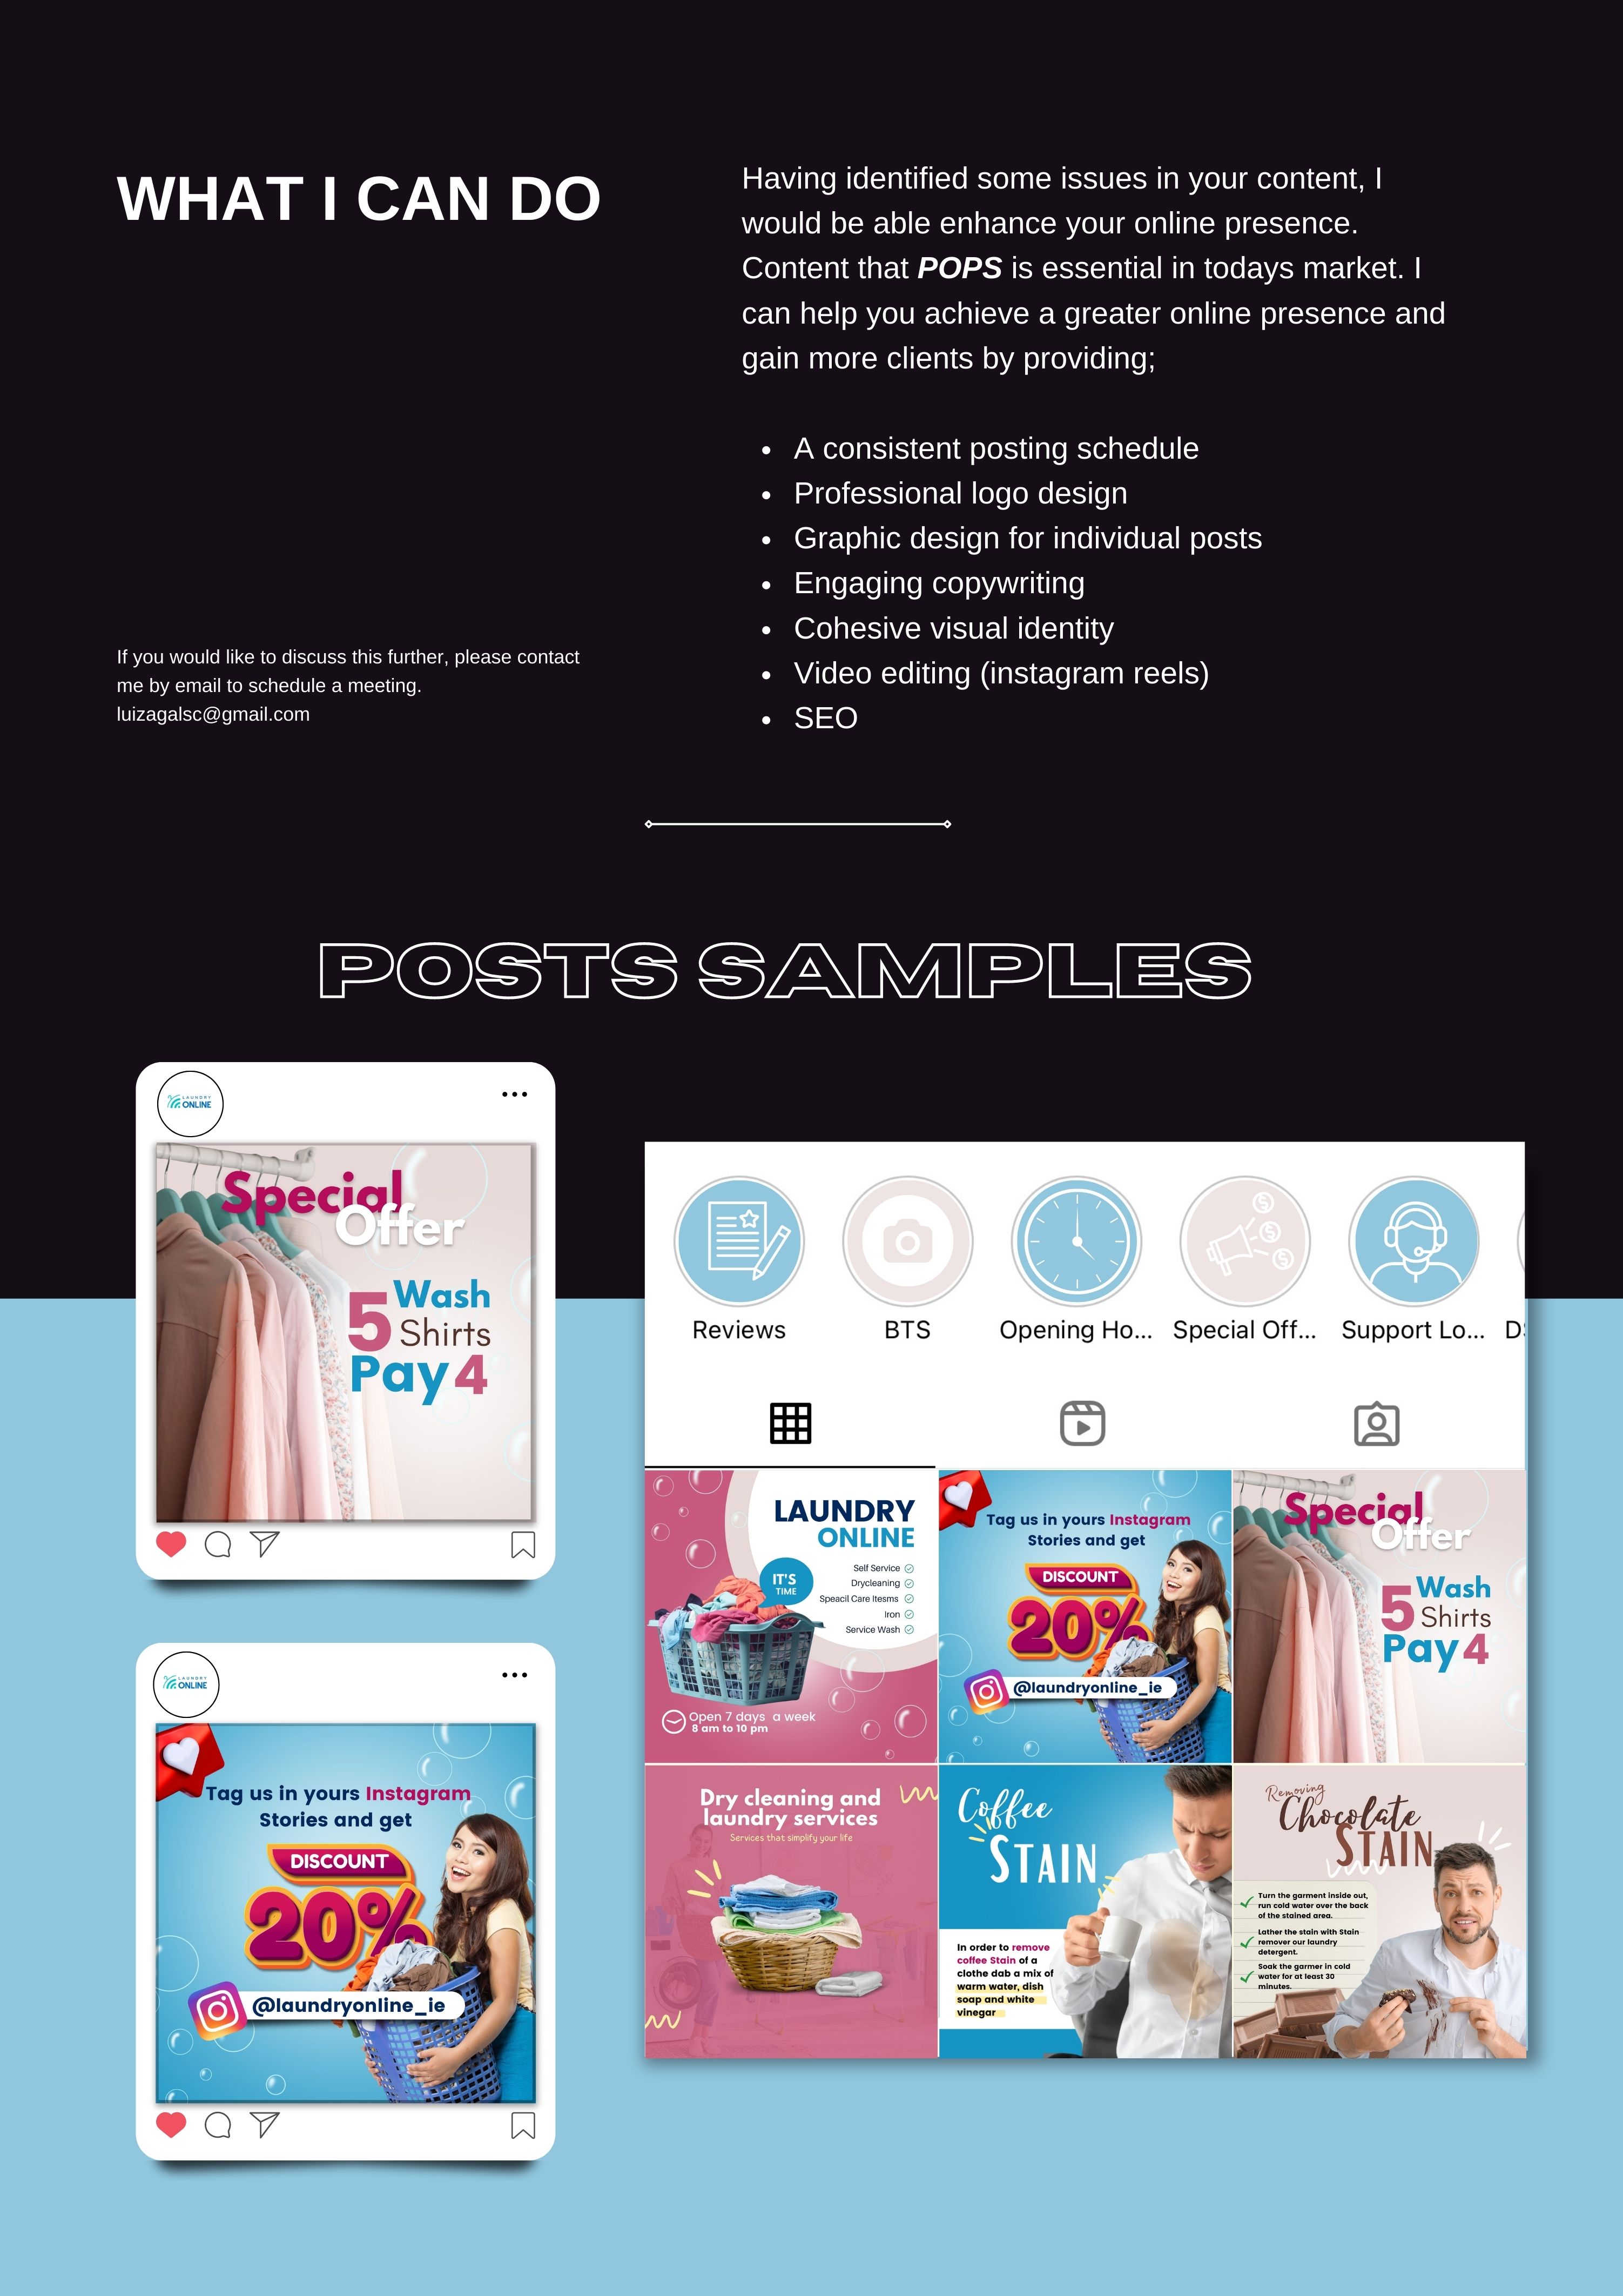 WHAT I CAN DO
If you would like to discuss this further, please contact
me by email to schedule a meeting.
luizagalsc@gmail.com
Having identified some issues in your content, I
would be able enhance your online presence.
Content that POPS is essential in todays market. I
can help you achieve a greater online presence and
gain more clients by providing;
• A consistent posting schedule
• Professional logo design
• Graphic design for individual posts
• Engaging copywriting
• Cohesive visual identity
• Video editing (instagram reels)
• SEO
POSTS SAMPLES
LAUNDRY
ONLINE
Special
Offer
5 Wash
Shirts
Pay 4
LAUNDRY
ONLINE
Tag us in yours Instagram
Stories and get
DISCOUNT
20%
@laundryonline_ie
Reviews
BTS
Opening Ho...
Special Off...
Support Lo...
LAUNDRY
ONLINE
IT'S
TIME
Self Service
Drycleaning
Speacil Care Itesms
Iron
Service Wash
Open 7 days a week
8 am to 10 pm
Tag us in yours Instagram
Stories and get
DISCOUNT
20%
@laundryonline_ie
Special
Offer
5 Wash
Shirts
Pay 4
Dry cleaning and
laundry services
Services that simplify your life
Coffee
STAIN
In order to remove
coffee Stain of a
clothe dab a mix of
warm water, dish
soap and white
vinegar
Removing
Chocolate
STAIN
Turn the garment inside out,
run cold water over the back
of the stained area.
Lather the stain with Stain
remover our laundry
detergent.
Soak the garmer in cold
water for at least 30
minutes.